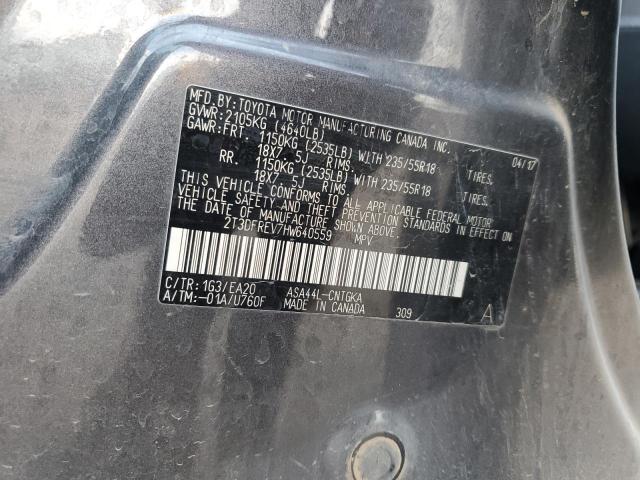 MFD.BY:TOYOTA MOTOR MANUFACTURING CANADA INC. 04/17
GVWR:2105KG (4640LB)
GAWR:FRT. 1150KG (2535LB) WITH 235/55R18 TIRES,
18X7.5J RIMS,
RR. 1150KG (2535LB) WITH 235/55R18 TIRES,
18X7.5J RIMS,
THIS VEHICLE CONFORMS TO ALL APPLICABLE FEDERAL MOTOR
VEHICLE SAFETY AND THEFT PREVENTION STANDARDS IN EFFECT ON
THE DATE OF MANUFACTURE SHOWN ABOVE.
2T3DFREV7HW640559 MPV
C/TR:1G3/EA20 ASA44L-CNTGKA
A/TM:-01A/U760F MADE IN CANADA 309 A